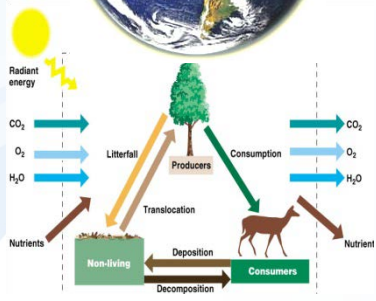 Radiant
energy
CO₂
O₂
H₂O
Nutrients
Litterfall
Translocation
Producers
Consumption
Non-living
Deposition
Decomposition
Consumers
CO₂
O₂
H₂O
Nutrient